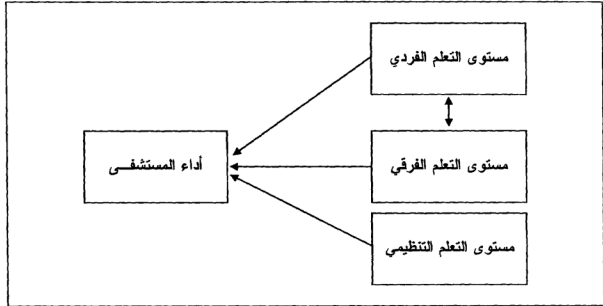 مستوى التعلم الفردي
أداء المستشفـــى
مستوى التعلم الفرقي
مستوى التعلم التنظيمي